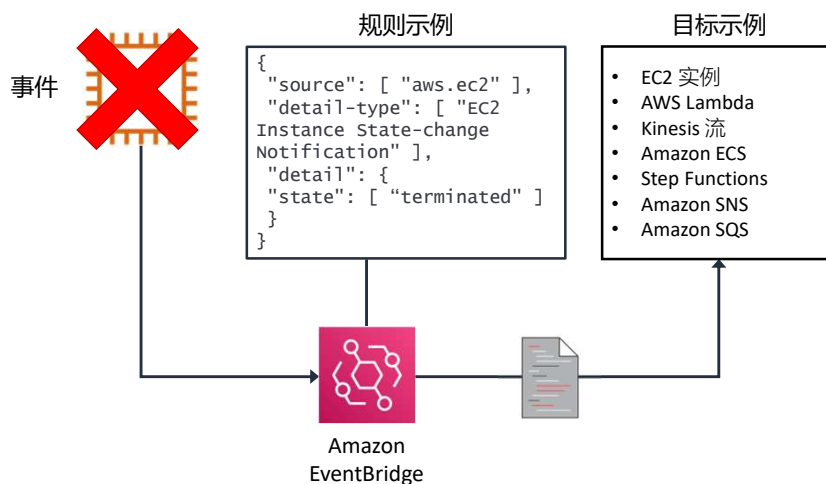 规则示例
目标示例
事件
{
"source": [ "aws.ec2" ],
"detail-type": [ "EC2
Instance State-change
Notification" ],
"detail": {
"state": [ “terminated" ]
}
}
• EC2 实例
• AWS Lambda
• Kinesis 流
• Amazon ECS
• Step Functions
• Amazon SNS
• Amazon SQS
Amazon
EventBridge